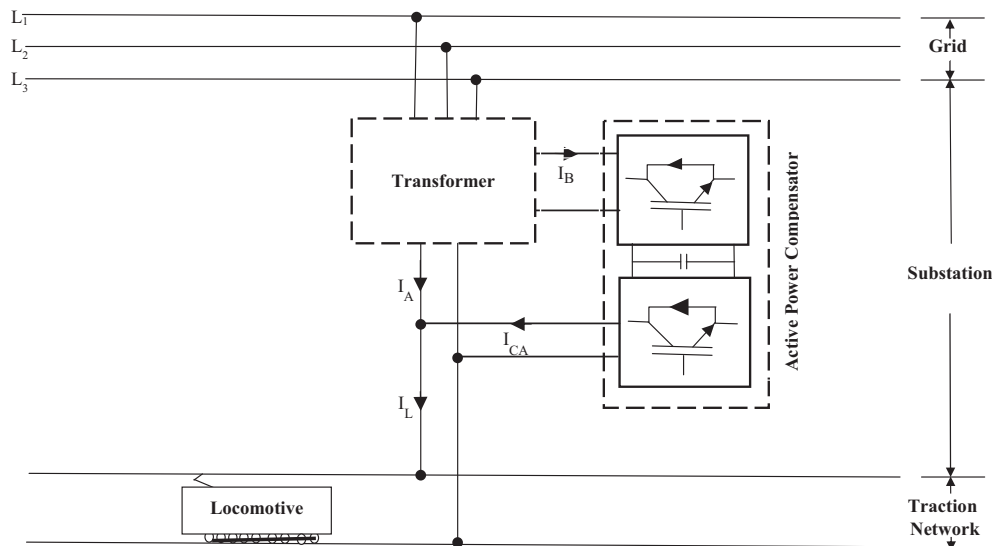 L1
L2
Grid
L3
Transformer
IB
Active Power Compensator
Substation
IA
ICA
IL
Locomotive
Traction
Network